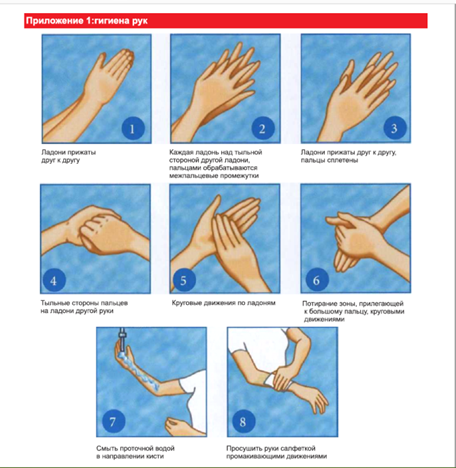 Приложение 1:гигиена рук
1
2
3
Ладони прижаты
друг к другу
Каждая ладонь над тыльной
стороной другой ладони,
пальцами обрабатываются
межпальцевые промежутки
Ладони прижаты друг к другу,
пальцы сплетены
4
5
6
Тыльные стороны пальцев
на ладони другой руки
Круговые движения по ладоням
Потирание зоны, прилегающей
к большому пальцу, круговыми
движениями
7
8
Смыть проточной водой
в направлении кисти
Просушить руки салфеткой
промакивающими движениями